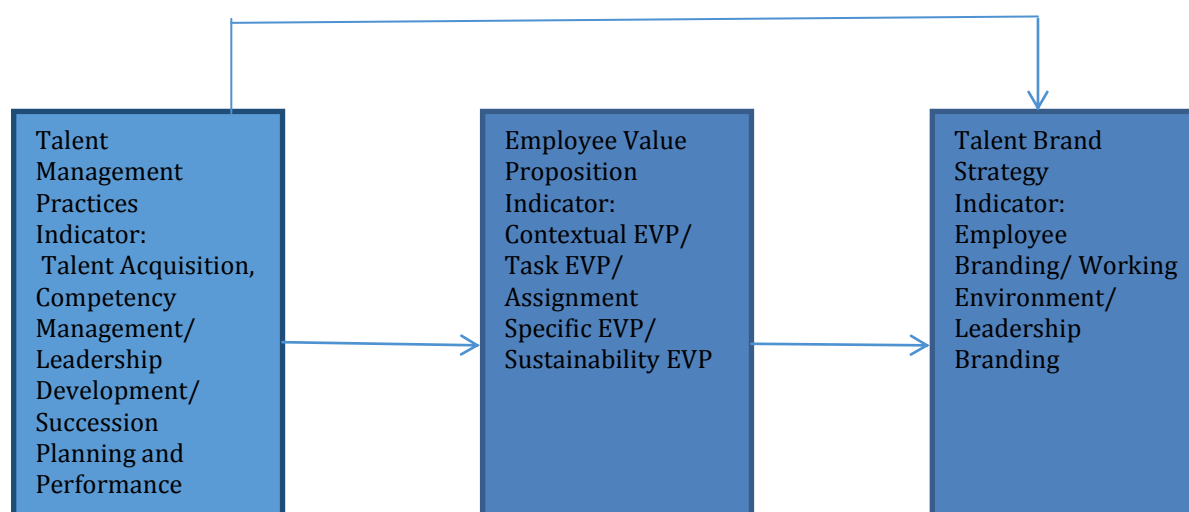 Talent
Management
Practices
Indicator:
Talent Acquisition,
Competency
Management/
Leadership
Development/
Succession
Planning and
Performance
Employee Value
Proposition
Indicator:
Contextual EVP/
Task EVP/
Assignment
Specific EVP/
Sustainability EVP
Talent Brand
Strategy
Indicator:
Employee
Branding/ Working
Environment/
Leadership
Branding